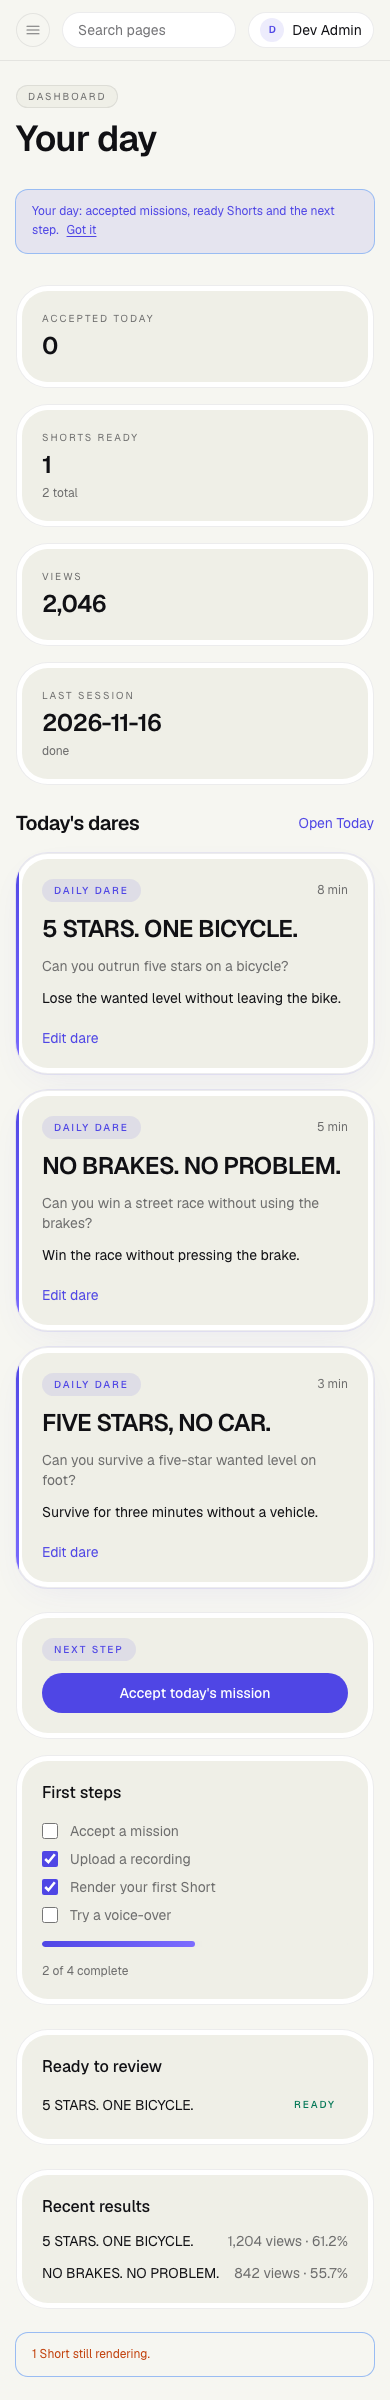 Search pages
D
Dev Admin
DASHBOARD
Your day
Your day: accepted missions, ready Shorts and the next
step. Got it
ACCEPTED TODAY
0
SHORTS READY
1
2 total
VIEWS
2,046
LAST SESSION
2026-11-16
done
Today's dares
Open Today
DAILY DARE
8 min
5 STARS. ONE BICYCLE.
Can you outrun five stars on a bicycle?
Lose the wanted level without leaving the bike.
Edit dare
DAILY DARE
5 min
NO BRAKES. NO PROBLEM.
Can you win a street race without using the
brakes?
Win the race without pressing the brake.
Edit dare
DAILY DARE
3 min
FIVE STARS, NO CAR.
Can you survive a five-star wanted level on
foot?
Survive for three minutes without a vehicle.
Edit dare
NEXT STEP
Accept today's mission
First steps
Accept a mission
Upload a recording
Render your first Short
Try a voice-over
2 of 4 complete
Ready to review
5 STARS. ONE BICYCLE.
READY
Recent results
5 STARS. ONE BICYCLE.
1,204 views · 61.2%
NO BRAKES. NO PROBLEM.
842 views · 55.7%
1 Short still rendering.